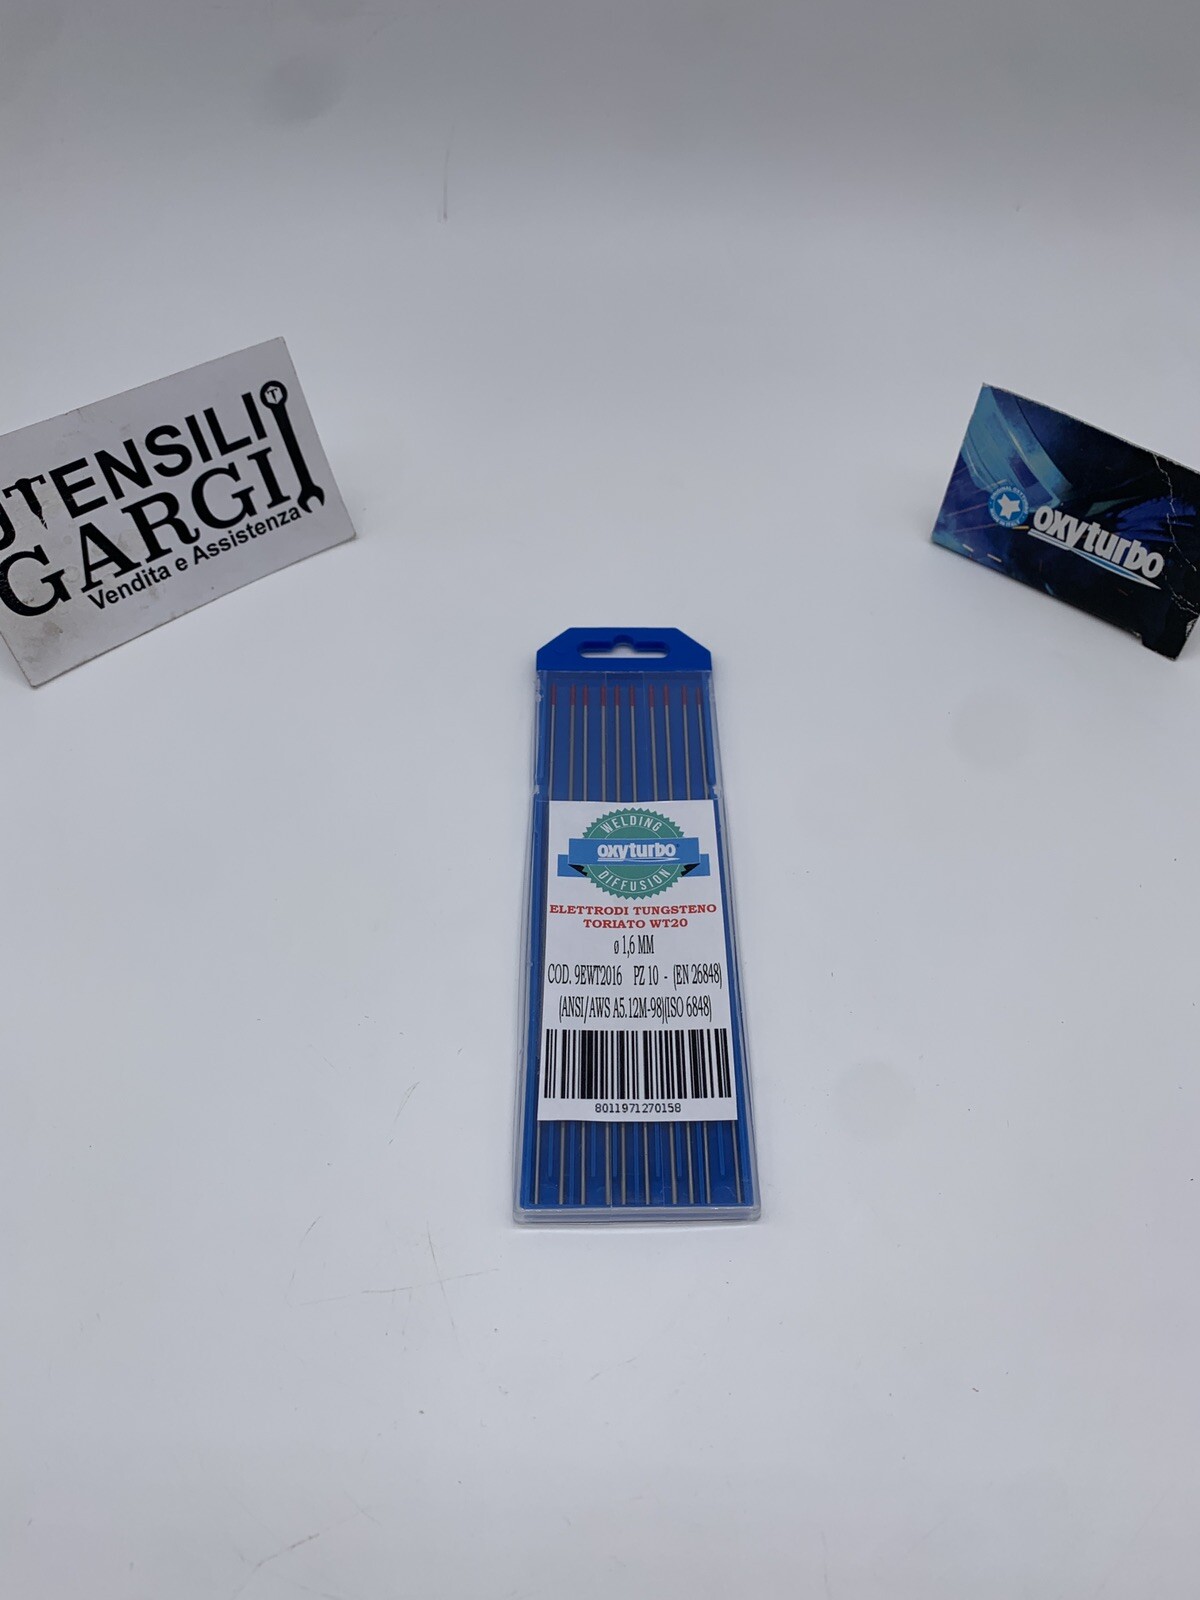 UTENSILI
GARGI
Vendita e Assistenza
oxyturbo
WELDING
oxyturbo
DIFFUSION
ELETTRODI TUNGSTENO
TORIATO WT20
ø 1,6 MM
COD. 9EWT2016 PZ 10 - (EN 26848)
(ANSI/AWS A5.12M-98)(ISO 6848)
8011971270158